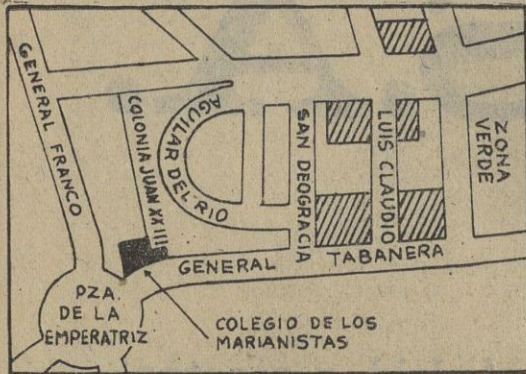 GENERAL FRANCO
COLONIA JUAN XXIII
AGUILAR DEL RIO
SAN DEOGRACIA
LUIS CLAUDIO
ZONA
VERDE
GENERAL TABANERA
PZA.
DE LA
EMPERATRIZ
COLEGIO DE LOS
MARIANISTAS